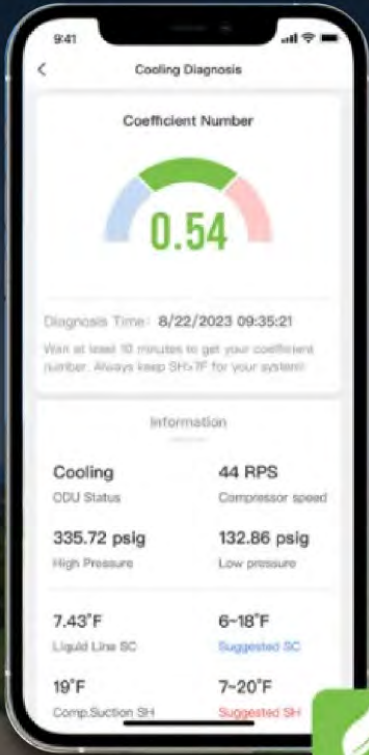 9:41
Cooling Diagnosis
Coefficient Number
0.54
Diagnosis Time: 8/22/2023 09:35:21
Wait at least 10 minutes to get your coefficient
number. Always keep SH>7F for your system!
Information
Cooling 44 RPS
ODU Status Compressor speed
335.72 psig 132.86 psig
High Pressure Low pressure
7.43°F 6~18°F
Liquid Line SC Suggested SC
19°F 7~20°F
Comp.Suction SH Suggested SH